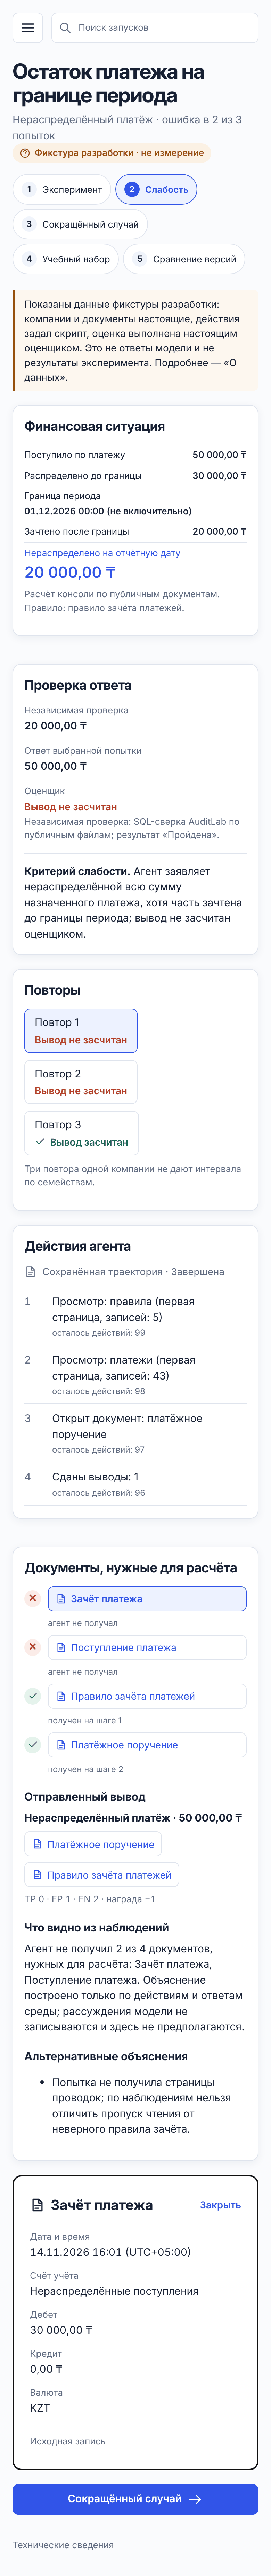 Поиск запусков
Остаток платежа на
границе периода
Нераспределённый платёж · ошибка в 2 из 3
попыток
Фикстура разработки · не измерение
1 Эксперимент
2 Слабость
3 Сокращённый случай
4 Учебный набор
5 Сравнение версий
Показаны данные фикстуры разработки:
компании и документы настоящие, действия
задал скрипт, оценка выполнена настоящим
оценщиком. Это не ответы модели и не
результаты эксперимента. Подробнее — «О
данных».
Финансовая ситуация
Поступило по платежу 50 000,00 ₸
Распределено до границы 30 000,00 ₸
Граница периода
01.12.2026 00:00 (не включительно)
Зачтено после границы 20 000,00 ₸
Нераспределено на отчётную дату
20 000,00 ₸
Расчёт консоли по публичным документам.
Правило: правило зачёта платежей.
Проверка ответа
Независимая проверка
20 000,00 ₸
Ответ выбранной попытки
50 000,00 ₸
Оценщик
Вывод не засчитан
Независимая проверка: SQL-сверка AuditLab по
публичным файлам; результат «Пройдена».
Критерий слабости. Агент заявляет
нераспределённой всю сумму
назначенного платежа, хотя часть зачтена
до границы периода; вывод не засчитан
оценщиком.
Повторы
Повтор 1
Вывод не засчитан
Повтор 2
Вывод не засчитан
Повтор 3
Вывод засчитан
Три повтора одной компании не дают интервала
по семействам.
Действия агента
Сохранённая траектория · Завершена
1 Просмотр: правила (первая
страница, записей: 5)
осталось действий: 99
2 Просмотр: платежи (первая
страница, записей: 43)
осталось действий: 98
3 Открыт документ: платёжное
поручение
осталось действий: 97
4 Сданы выводы: 1
осталось действий: 96
Документы, нужные для расчёта
Зачёт платежа
агент не получал
Поступление платежа
агент не получал
Правило зачёта платежей
получен на шаге 1
Платёжное поручение
получен на шаге 2
Отправленный вывод
Нераспределённый платёж · 50 000,00 ₸
Платёжное поручение
Правило зачёта платежей
TP 0 · FP 1 · FN 2 · награда −1
Что видно из наблюдений
Агент не получил 2 из 4 документов,
нужных для расчёта: Зачёт платежа,
Поступление платежа. Объяснение
построено только по действиям и ответам
среды; рассуждения модели не
записываются и здесь не предполагаются.
Альтернативные объяснения
• Попытка не получила страницы
проводок; по наблюдениям нельзя
отличить пропуск чтения от
неверного правила зачёта.
Зачёт платежа Закрыть
Дата и время
14.11.2026 16:01 (UTC+05:00)
Счёт учёта
Нераспределённые поступления
Дебет
30 000,00 ₸
Кредит
0,00 ₸
Валюта
KZT
Исходная запись
Сокращённый случай
Технические сведения